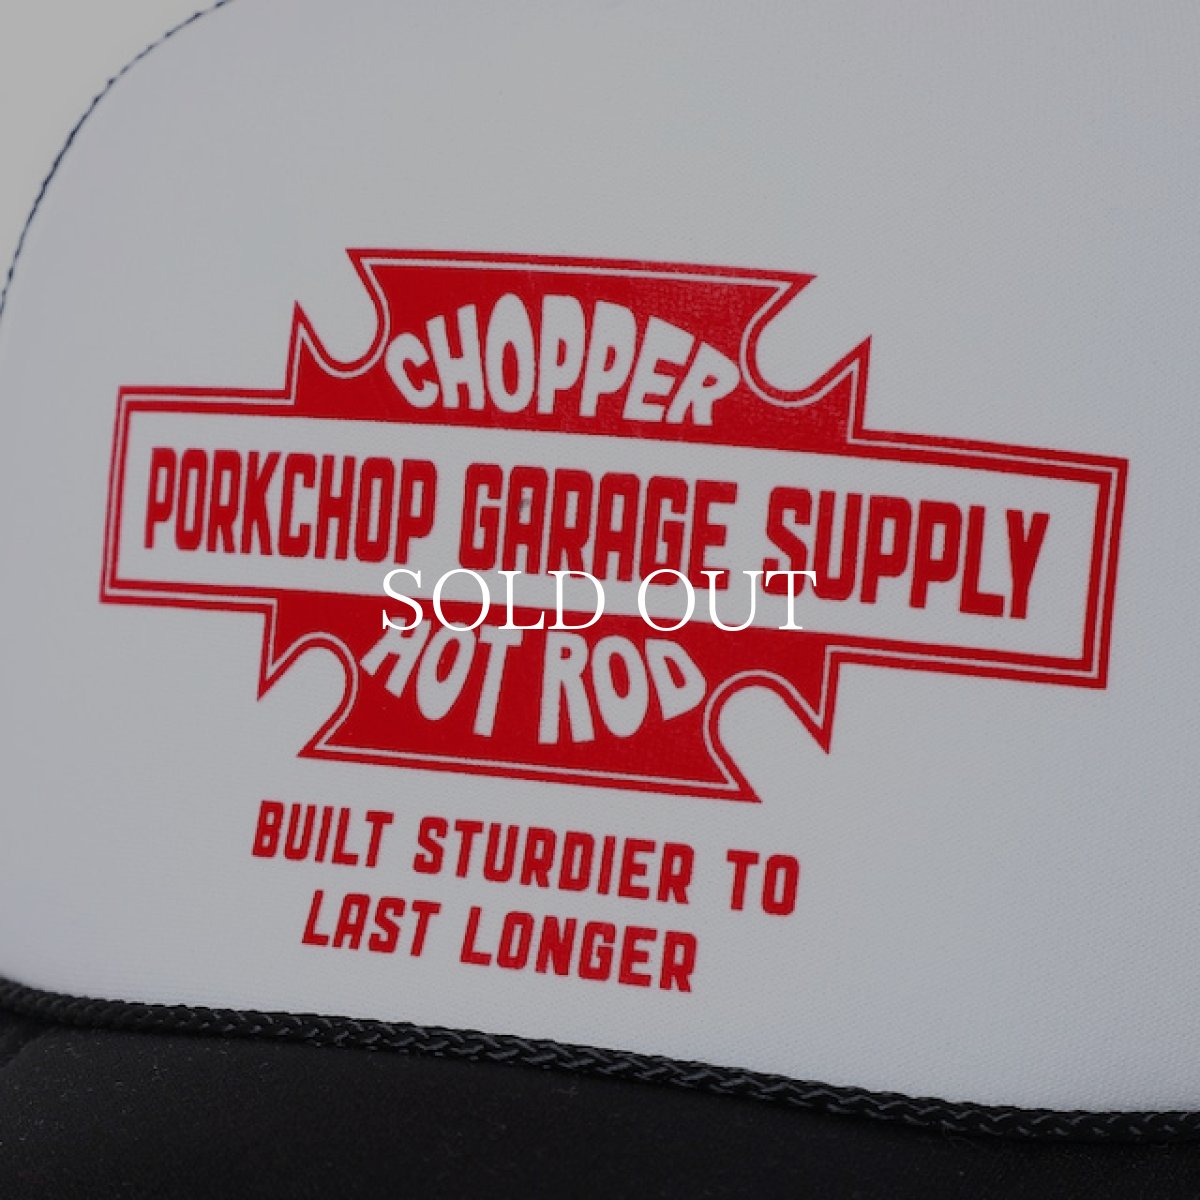 CHOPPER
PORKCHOP GARAGE SUPPLY
SOLD OUT
HOT ROD
BUILT STURDIER TO
LAST LONGER